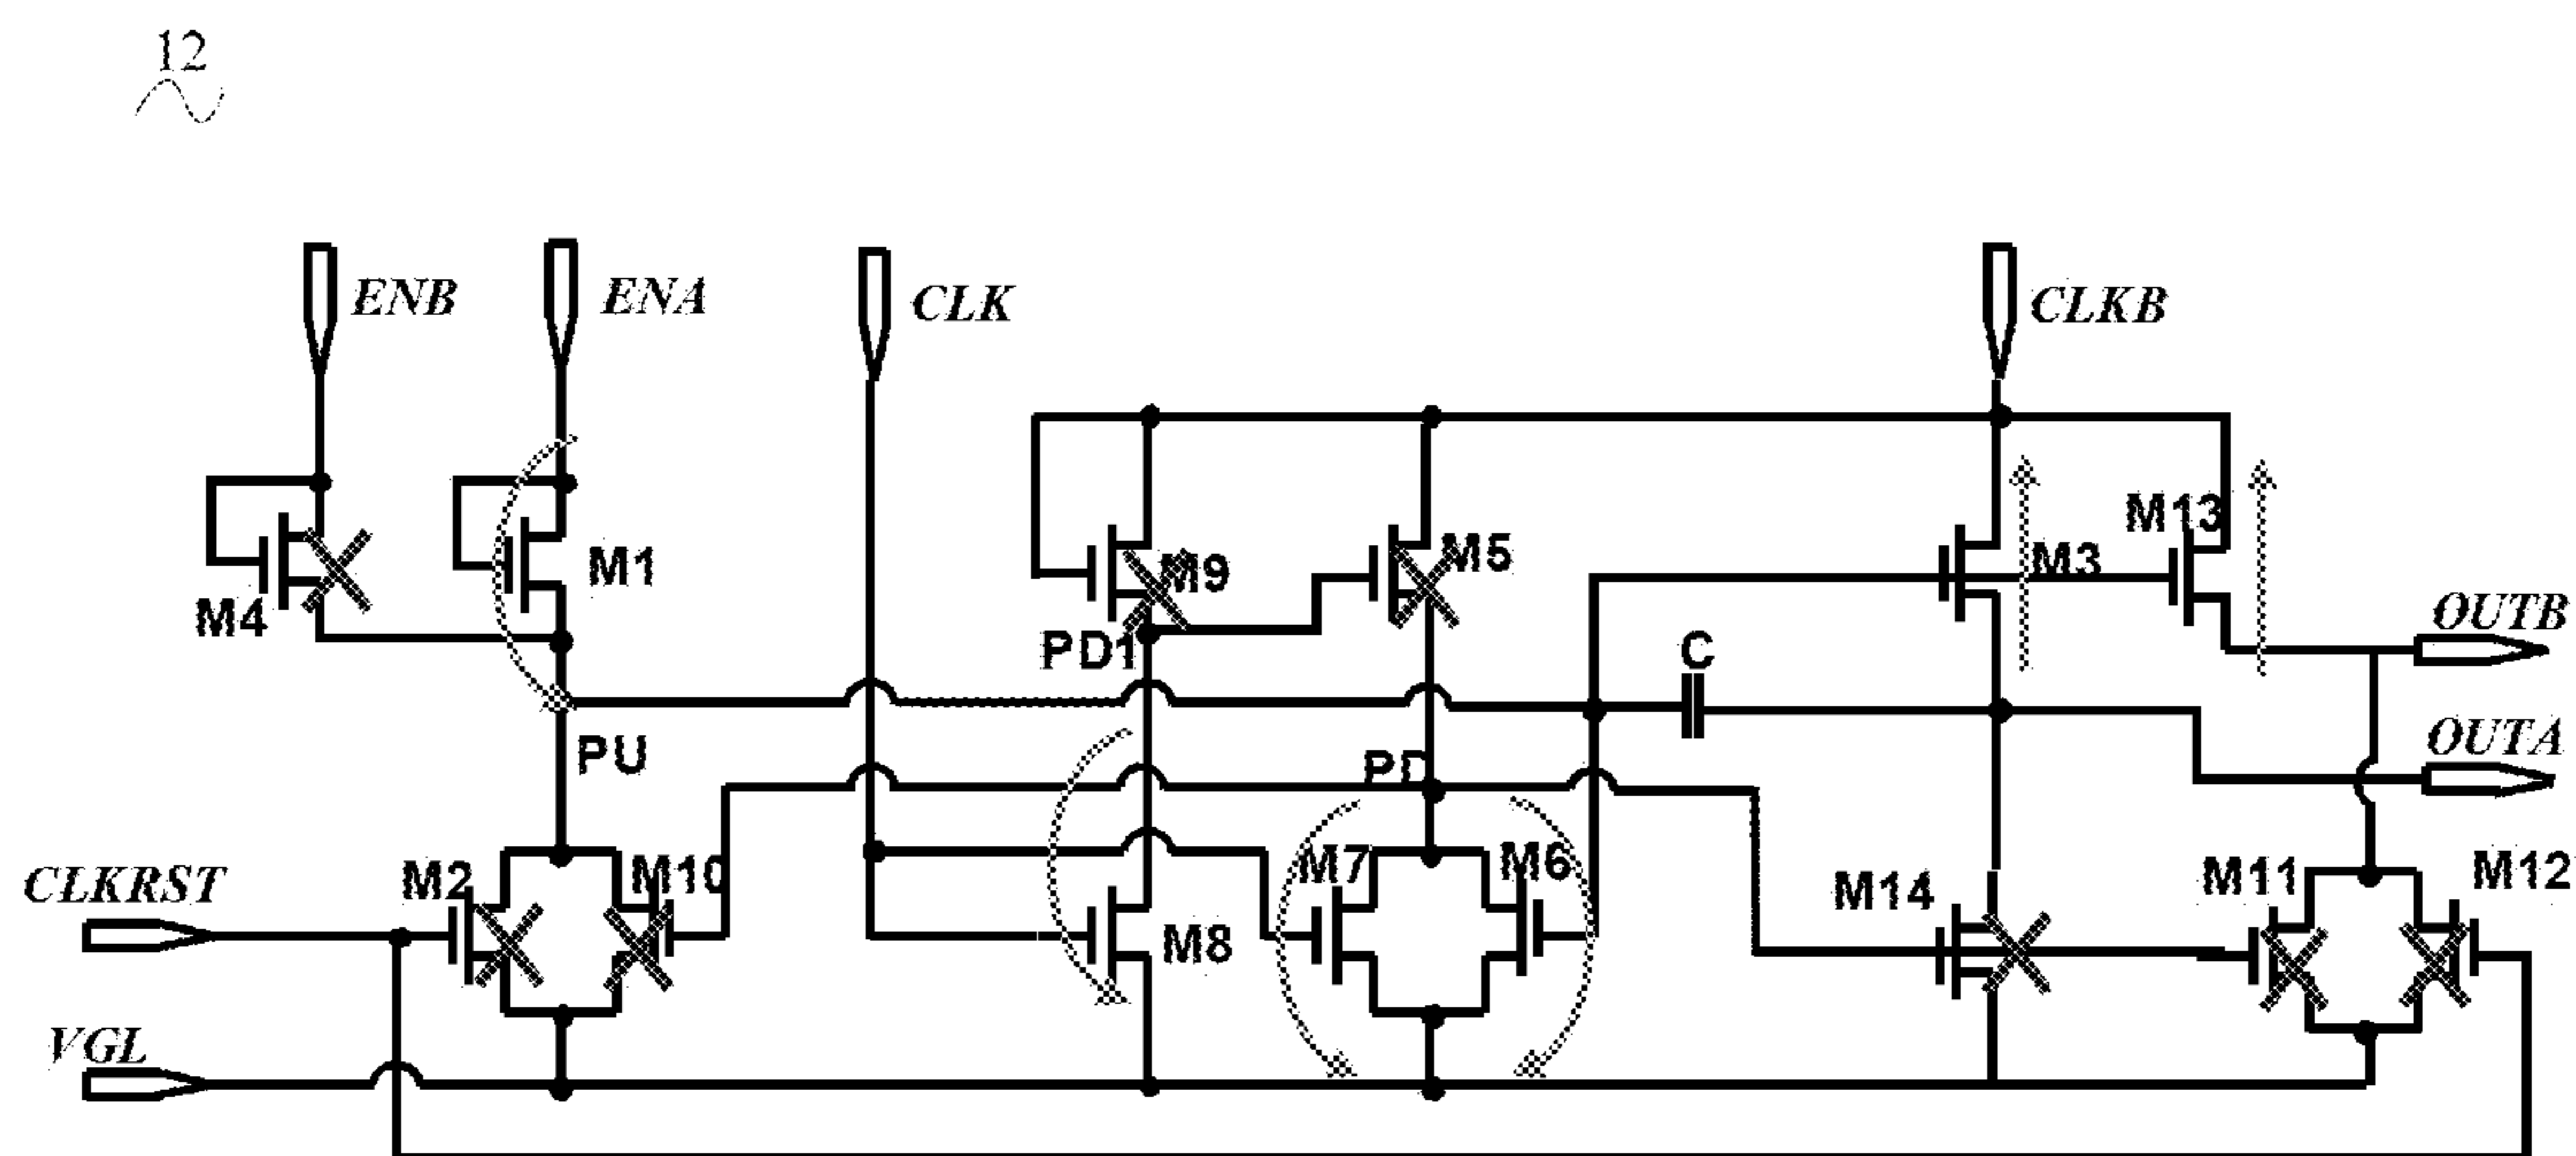 12
ENB
ENA
CLK
CLKB
M4
M1
M9
M5
M3
M13
OUTB
PD1
C
OUTA
PU
PD
CLKRST
M2
M10
M8
M7
M6
M14
M11
M12
VGL